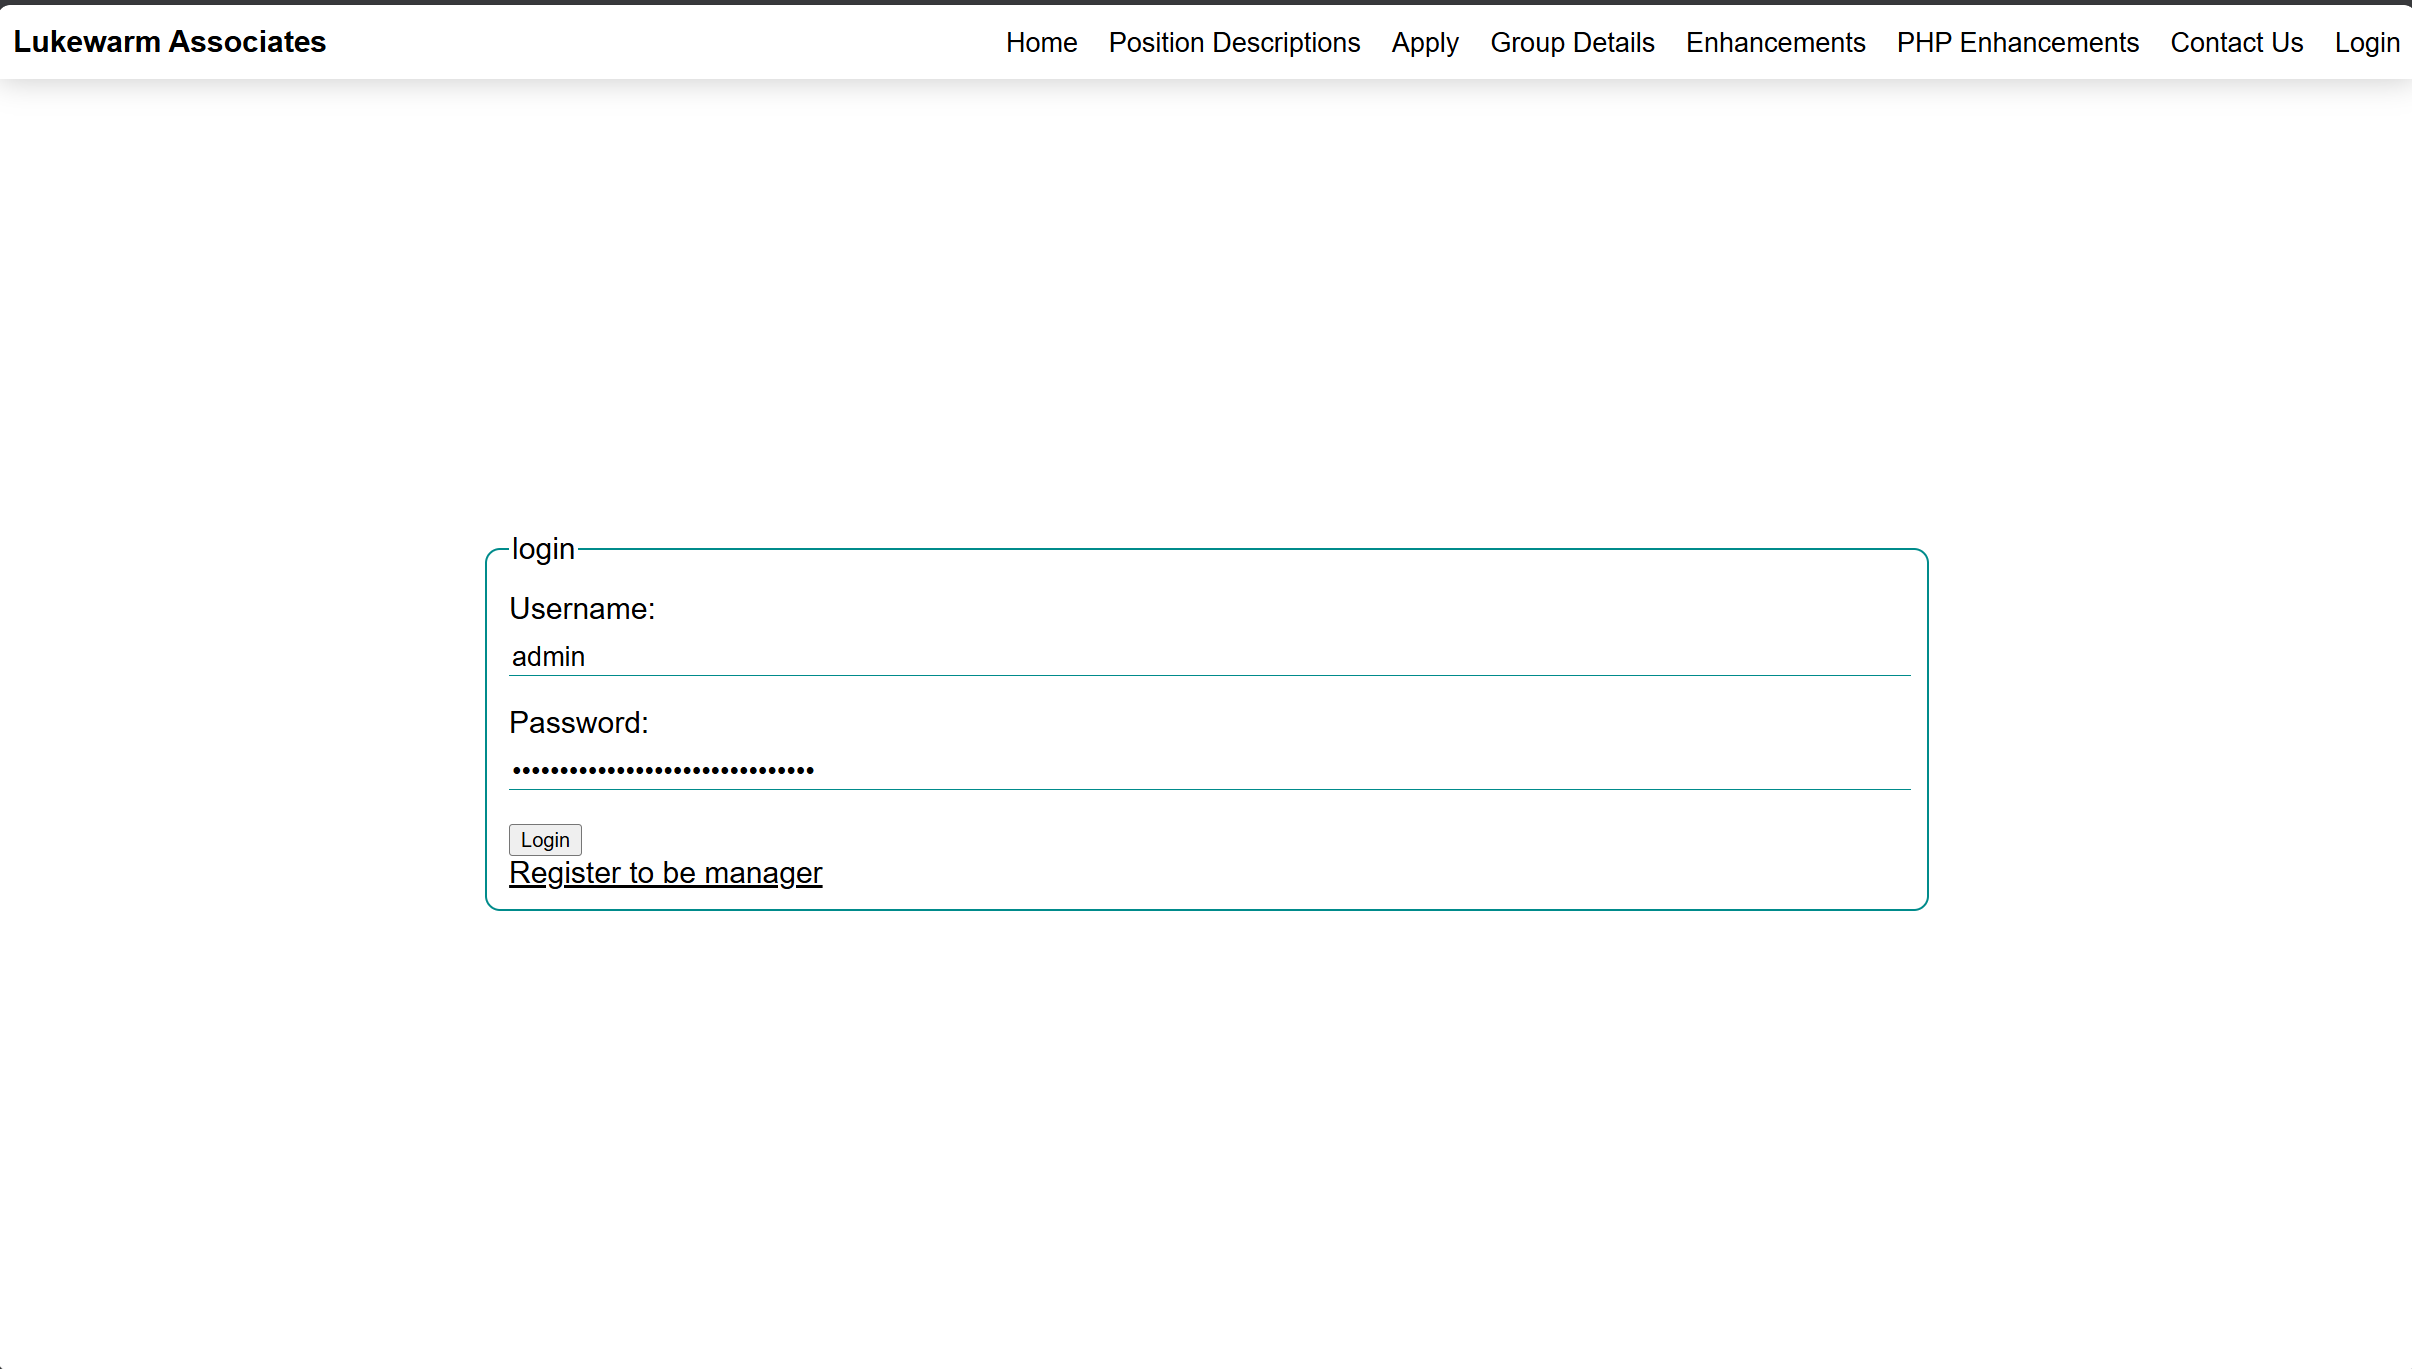 Lukewarm Associates
Home Position Descriptions Apply Group Details Enhancements PHP Enhancements Contact Us Login
login
Username:
admin
Password:
••••••••••••••••••••••••••••••••
Login
Register to be manager